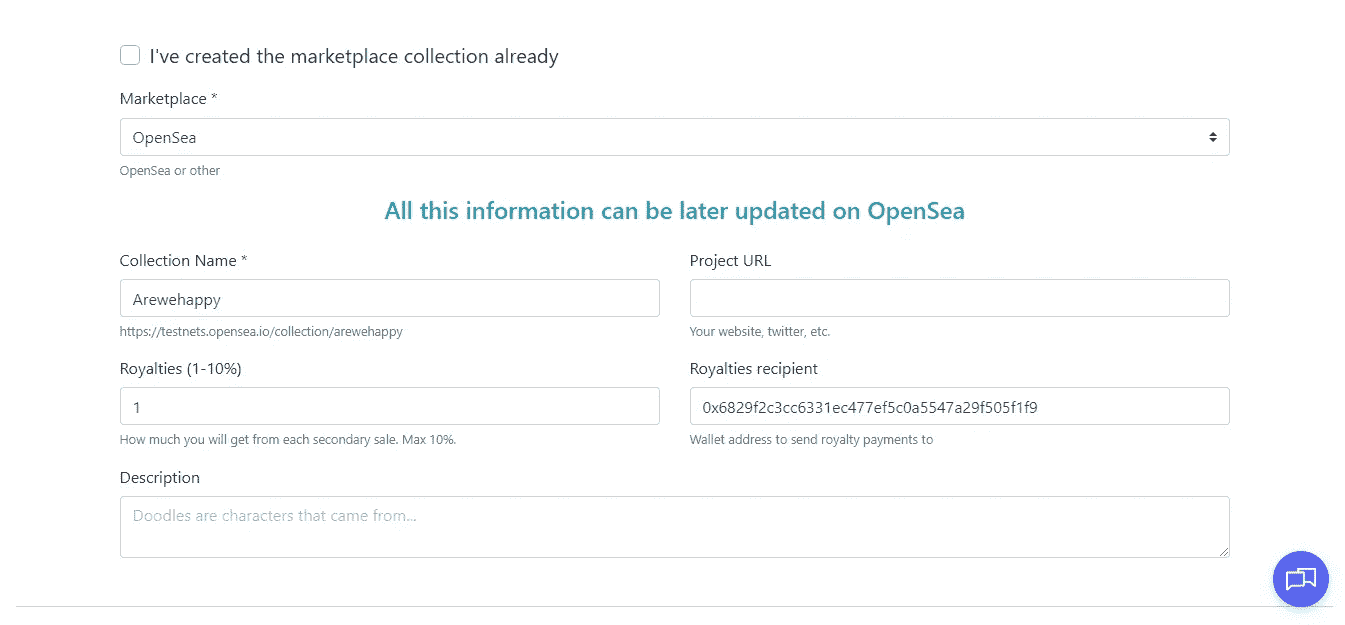 I've created the marketplace collection already
Marketplace *
OpenSea
OpenSea or other
All this information can be later updated on OpenSea
Collection Name *
Project URL
Arewehappy
https://testnets.opensea.io/collection/arewehappy
Your website, twitter, etc.
Royalties (1-10%)
Royalties recipient
1
0x6829f2c3cc6331ec477ef5c0a5547a29f505f1f9
How much you will get from each secondary sale. Max 10%.
Wallet address to send royalty payments to
Description
Doodles are characters that came from...